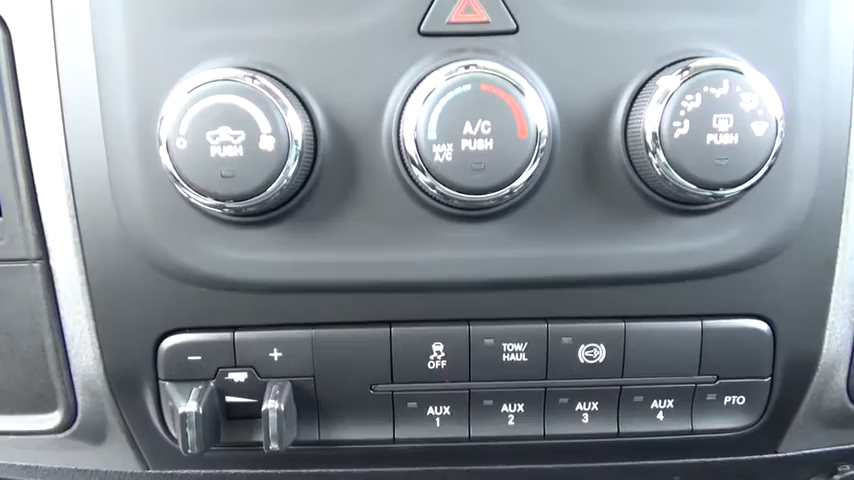 PUSH
A/C
PUSH
MAX
A/C
PUSH
− +
OFF
TOW/
HAUL
AUX
1
AUX
2
AUX
3
AUX
4
PTO